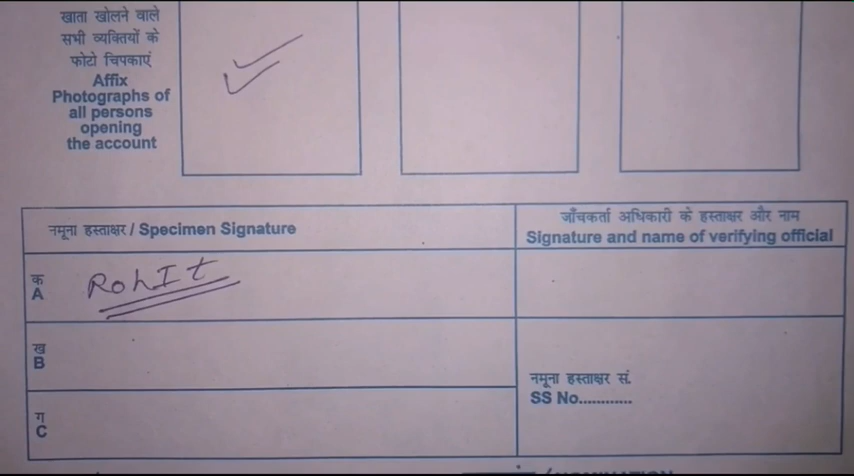 खाता खोलने वाले
सभी व्यक्तियों के
फोटो चिपकाएं
Affix
Photographs of
all persons
opening
the account
नमूना हस्ताक्षर / Specimen Signature
जाँचकर्ता अधिकारी के हस्ताक्षर और नाम
Signature and name of verifying official
क
A
RohIt
ख
B
नमूना हस्ताक्षर सं.
SS No............
ग
C